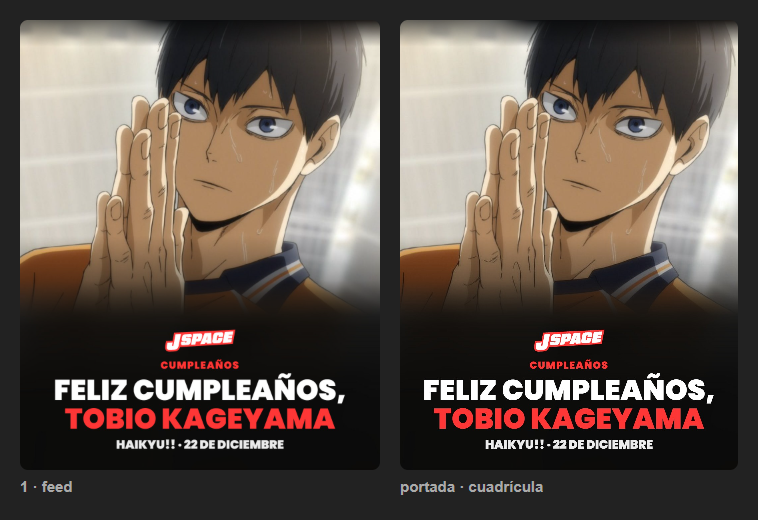 JSPACE
CUMPLEAÑOS
FELIZ CUMPLEAÑOS,
TOBIO KAGEYAMA
HAIKYU!! · 22 DE DICIEMBRE
1 · feed
JSPACE
CUMPLEAÑOS
FELIZ CUMPLEAÑOS,
TOBIO KAGEYAMA
HAIKYU!! · 22 DE DICIEMBRE
portada · cuadrícula